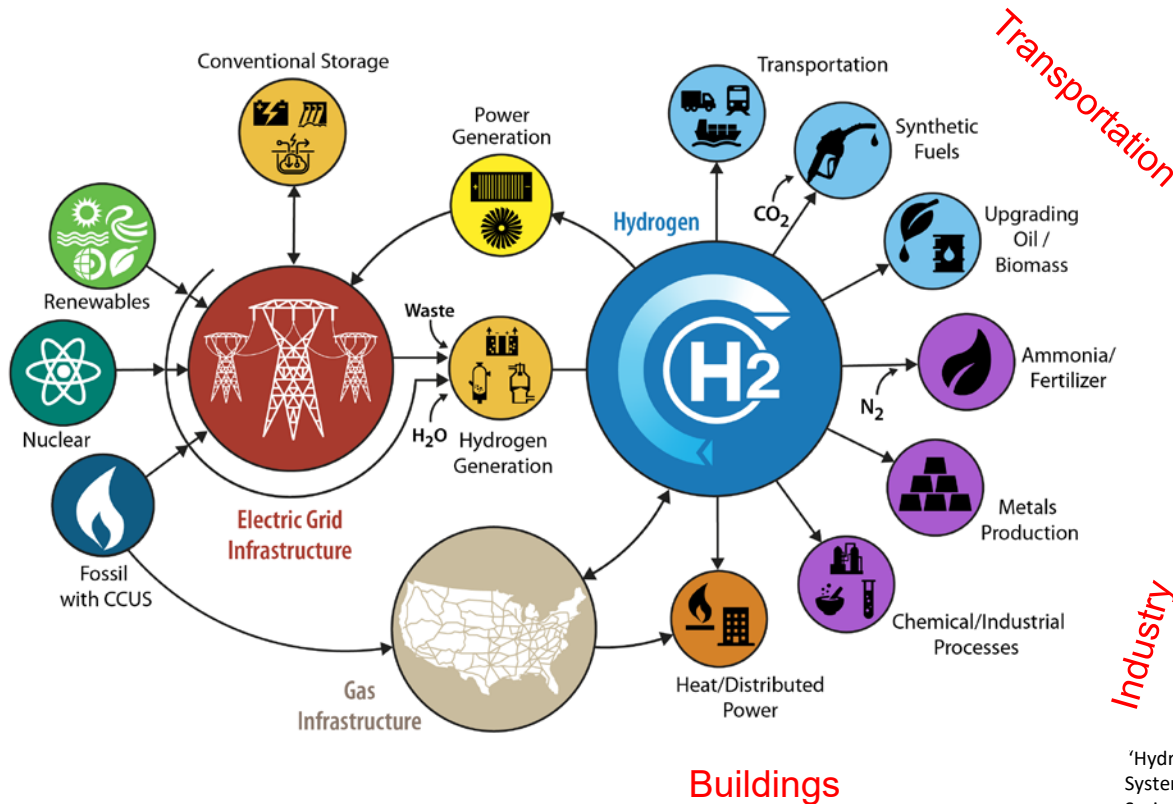 Transportation
Conventional Storage
Transportation
Power
Generation
Synthetic
Fuels
CO2
Hydrogen
Upgrading
Oil /
Biomass
Renewables
Waste
H2
Ammonia/
Fertilizer
N2
Nuclear
H2O
Hydrogen
Generation
Electric Grid
Infrastructure
Metals
Production
Fossil
with CCUS
Chemical/Industrial
Processes
Industry
Heat/Distributed
Power
Gas
Infrastructure
Buildings